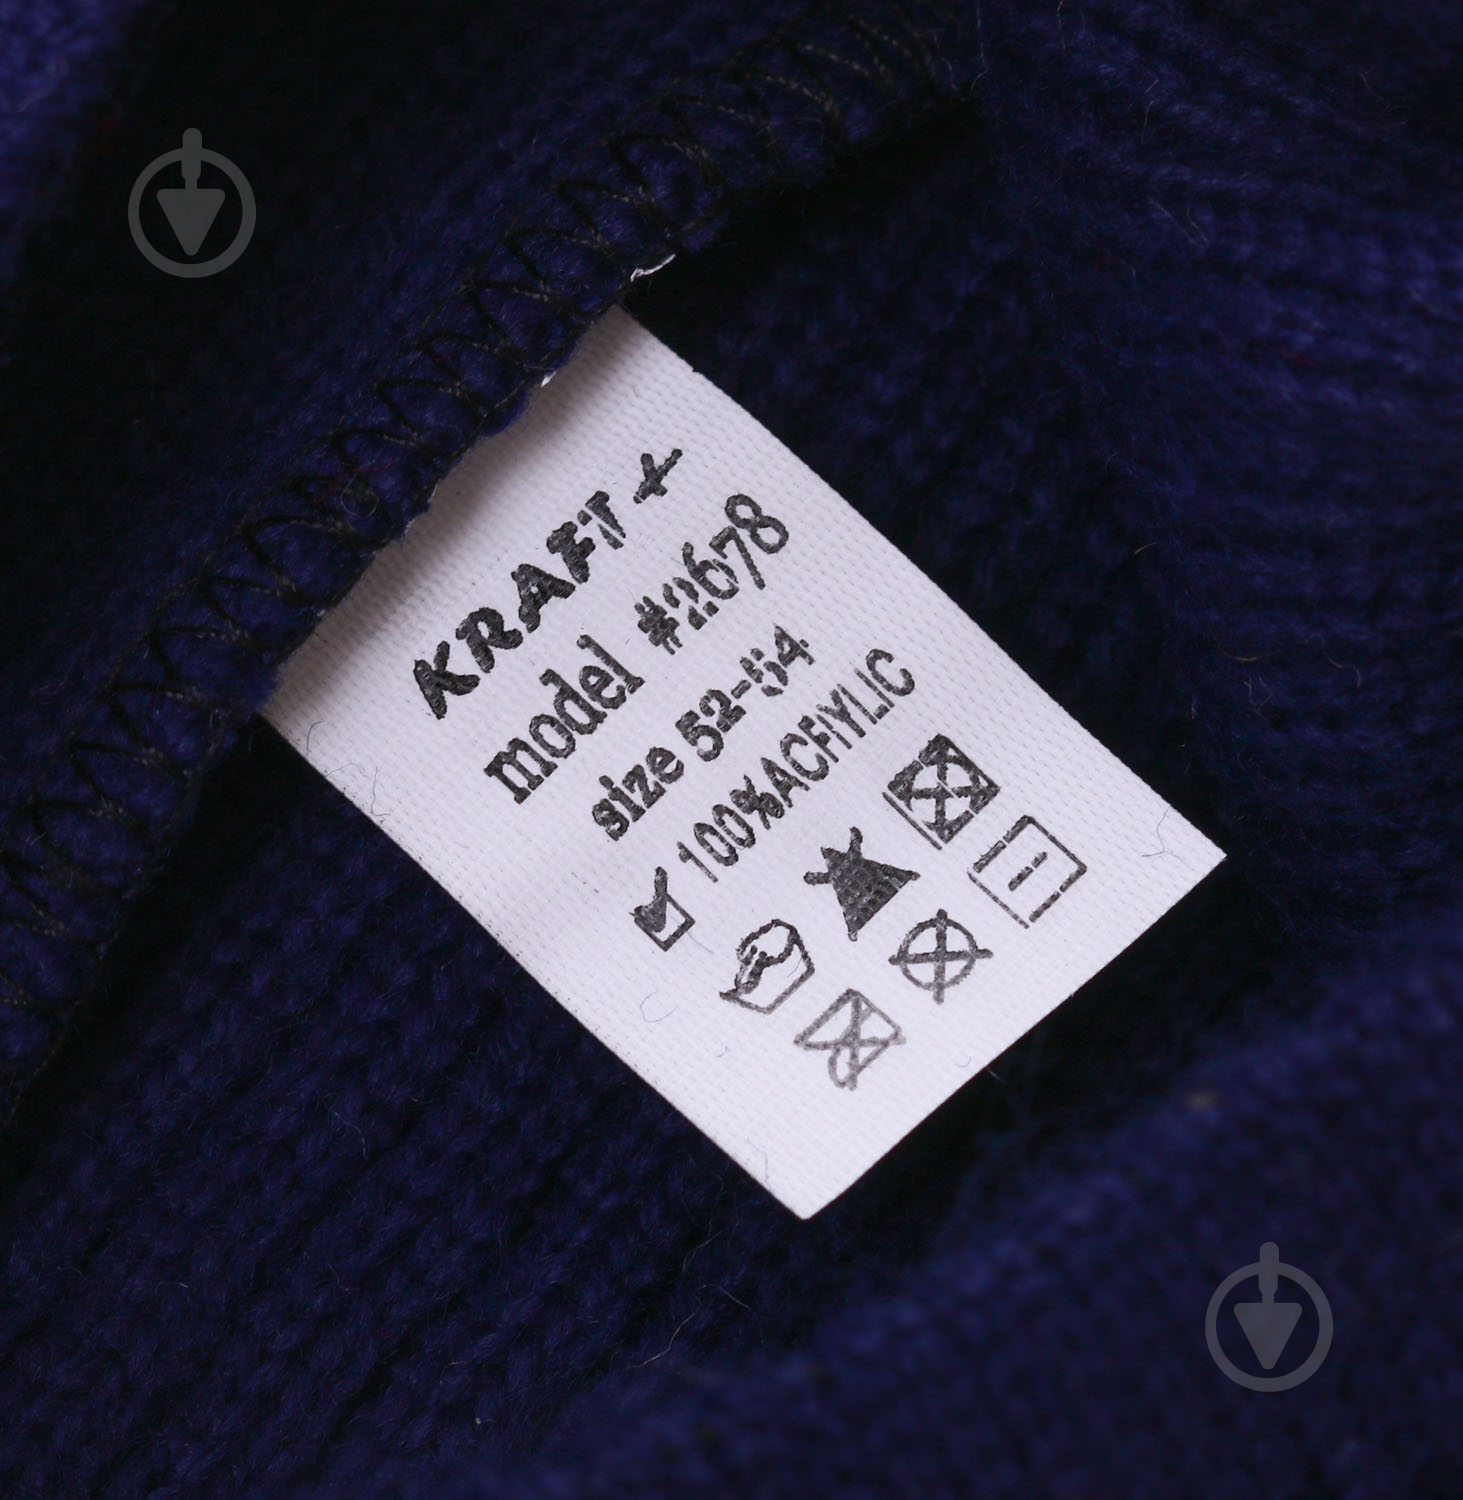 KRAFT +
model #2678
size 52-54
100%ACRYLIC